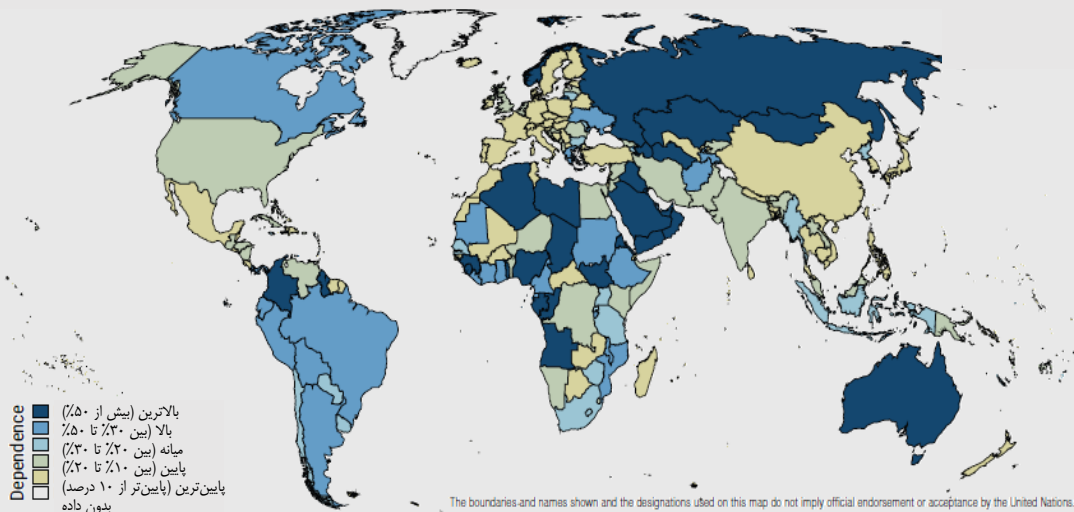 Dependence
بالاترین (بیش از ۵۰٪)
بالا (بین ۳۰٪ تا ۵۰٪
میانه (بین ۲۰٪ تا ۳۰٪)
پایین (بین ۱۰٪ تا ۲۰٪)
پایین‌ترین (پایین‌تر از ۱۰ درصد)
بدون داده
The boundaries and names shown and the designations used on this map do not imply official endorsement or acceptance by the United Nations.